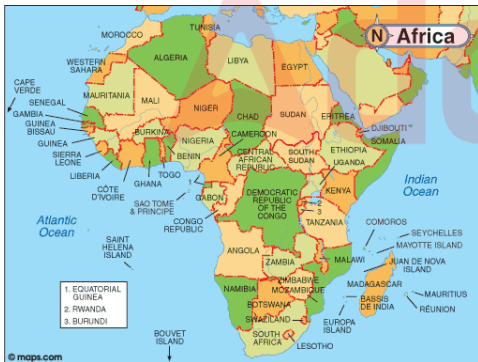 N Africa
TUNISIA
MOROCCO
ALGERIA
LIBYA
EGYPT
WESTERN
SAHARA
CAPE
VERDE
MAURITANIA
MALI
NIGER
CHAD
SUDAN
ERITREA
SENEGAL
GAMBIA
GUINEA
BISSAU
GUINEA
SIERRA
LEONE
LIBERIA
CÔTE
D'IVOIRE
BURKINA
GHANA
TOGO
BENIN
NIGERIA
CAMEROON
CENTRAL
AFRICAN
REPUBLIC
SOUTH
SUDAN
ETHIOPIA
DJIBOUTI
SOMALIA
UGANDA
KENYA
1
SAO TOME
& PRINCIPE
GABON
CONGO
REPUBLIC
DEMOCRATIC
REPUBLIC
OF THE
CONGO
2
3
TANZANIA
Indian
Ocean
Atlantic
Ocean
SAINT
HELENA
ISLAND
COMOROS
SEYCHELLES
MAYOTTE ISLAND
JUAN DE NOVA
ISLAND
ANGOLA
ZAMBIA
MALAWI
ZIMBABWE
MOZAMBIQUE
MADAGASCAR
MAURITIUS
RÉUNION
BASSIS
DE INDIA
EUROPA
ISLAND
NAMIBIA
BOTSWANA
SWAZILAND
SOUTH
AFRICA
LESOTHO
1. EQUATORIAL
GUINEA
2. RWANDA
3. BURUNDI
BOUVET
ISLAND
© maps.com